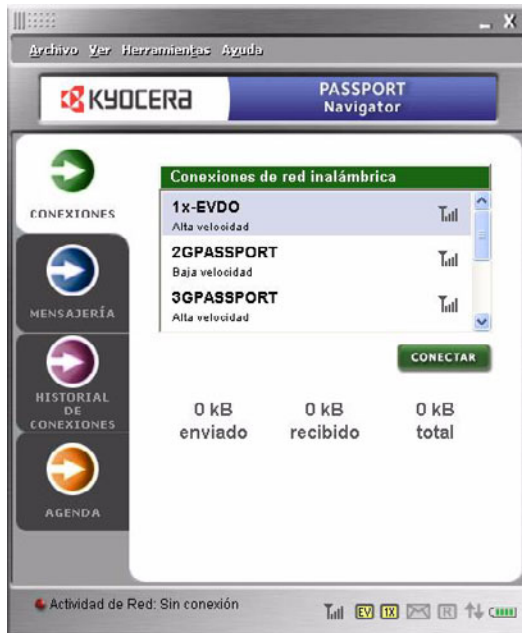 X
Archivo Ver Herramientas Ayuda
KYOCERA
PASSPORT
Navigator
CONEXIONES
MENSAJERÍA
HISTORIAL
DE
CONEXIONES
AGENDA
Conexiones de red inalámbrica
1x-EVDO
Alta velocidad
2GPASSPORT
Baja velocidad
3GPASSPORT
Alta velocidad
CONECTAR
0 kB 0 kB 0 kB
enviado recibido total
Actividad de Red: Sin conexión
EV 1X R